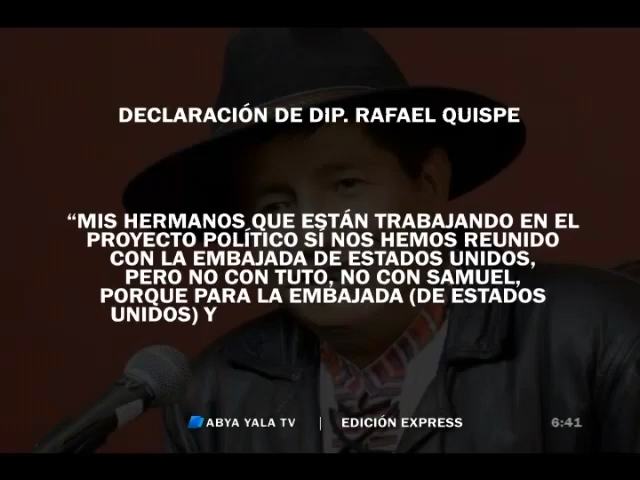 DECLARACIÓN DE DIP. RAFAEL QUISPE
“MIS HERMANOS QUE ESTÁN TRABAJANDO EN EL
PROYECTO POLÍTICO SÍ NOS HEMOS REUNIDO
CON LA EMBAJADA DE ESTADOS UNIDOS,
PERO NO CON TUTO, NO CON SAMUEL,
PORQUE PARA LA EMBAJADA (DE ESTADOS
UNIDOS) Y
ABYA YALA TV | EDICIÓN EXPRESS 6:41